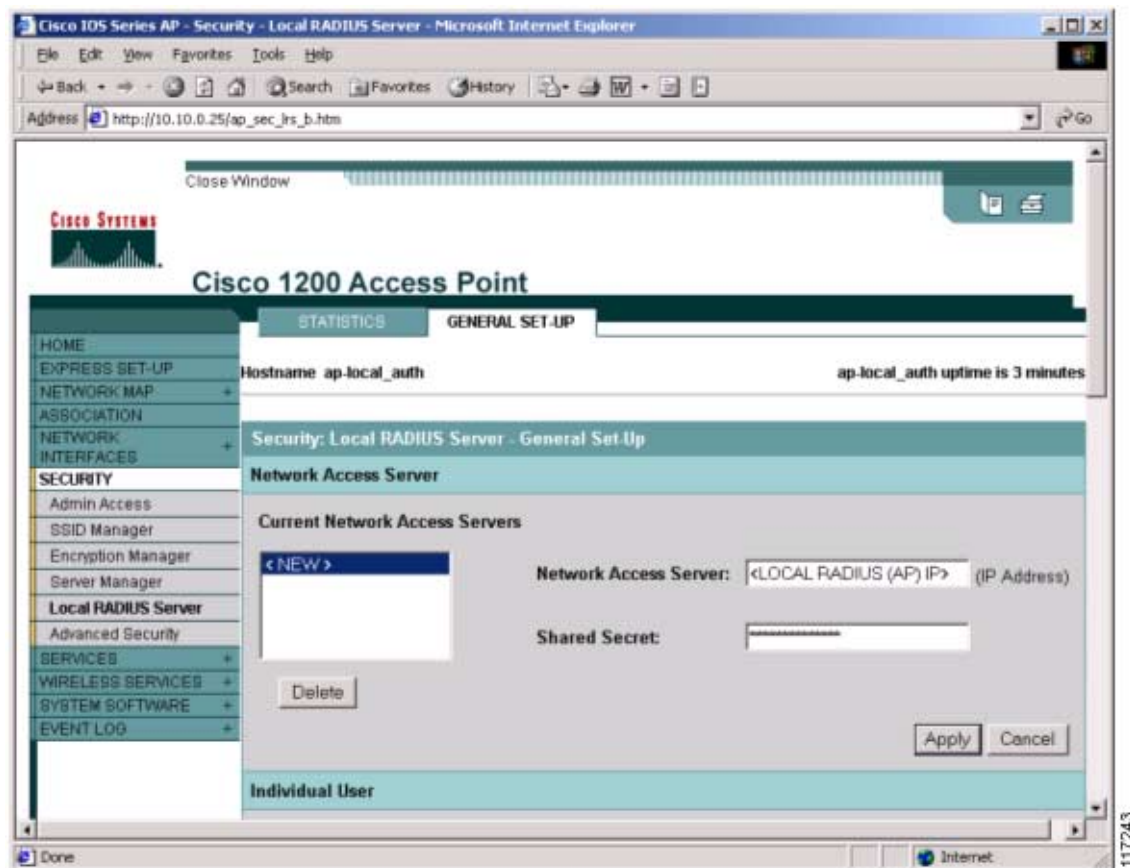 Cisco IOS Series AP - Security - Local RADIUS Server - Microsoft Internet Explorer
File Edit View Favorites Tools Help
Back Search Favorites History
Address http://10.10.0.25/ap_sec_lrs_b.htm Go
Close Window
CISCO SYSTEMS
Cisco 1200 Access Point
STATISTICS GENERAL SET-UP
HOME
EXPRESS SET-UP
NETWORK MAP +
ASSOCIATION
NETWORK INTERFACES +
SECURITY
Admin Access
SSID Manager
Encryption Manager
Server Manager
Local RADIUS Server
Advanced Security
SERVICES +
WIRELESS SERVICES +
SYSTEM SOFTWARE +
EVENT LOG +
Hostname ap-local_auth ap-local_auth uptime is 3 minutes
Security: Local RADIUS Server - General Set-Up
Network Access Server
Current Network Access Servers
< NEW >
Network Access Server: <LOCAL RADIUS (AP) IP> (IP Address)
Shared Secret: **************
Delete
Apply Cancel
Individual User
Done Internet
117243